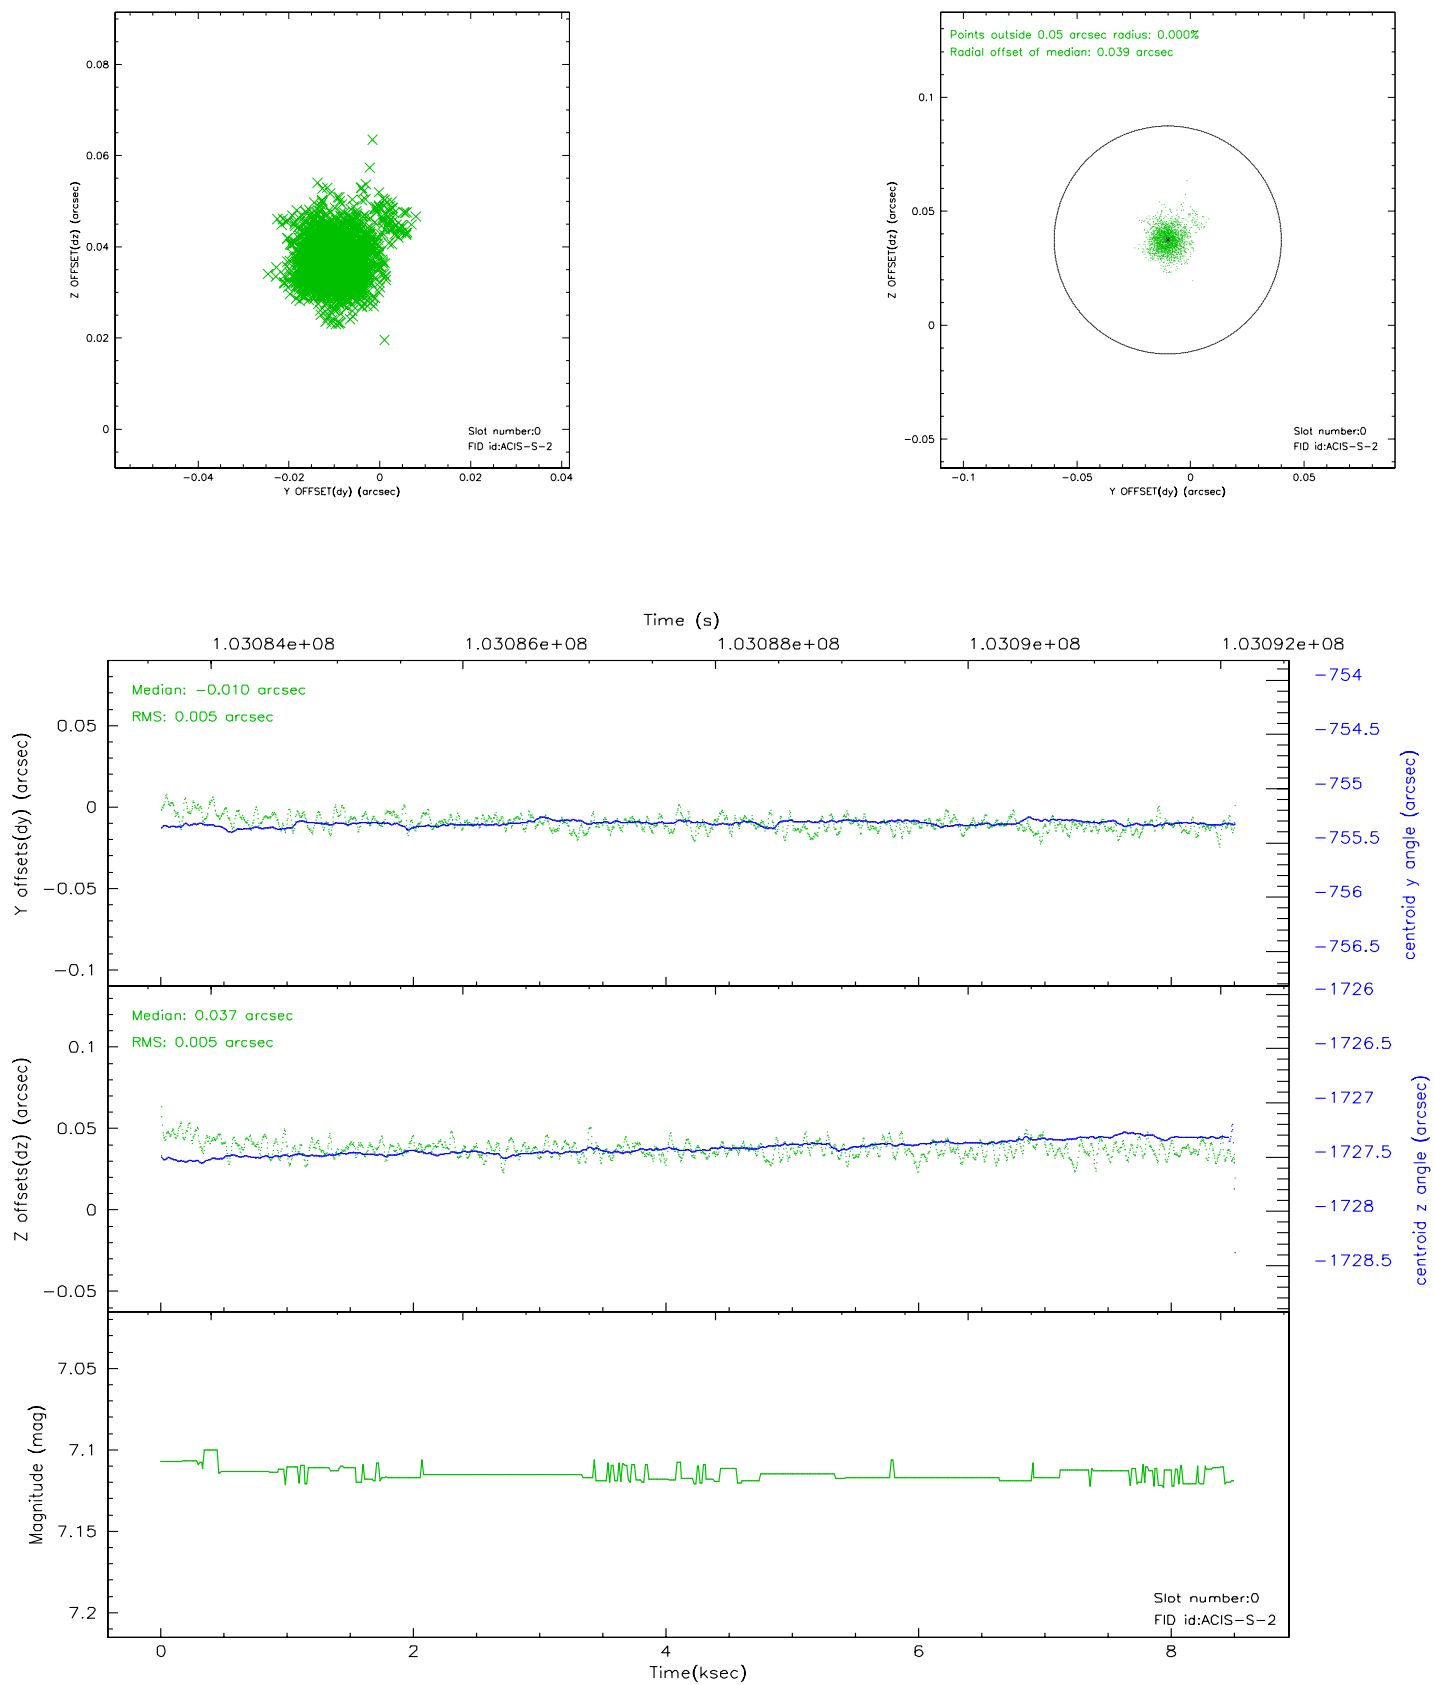 0.08
0.06
0.04
0.02
0
Z OFFSET(dz) (arcsec)
Slot number:0
FID id:ACIS-S-2
-0.04
-0.02
0
0.02
0.04
Y OFFSET(dy) (arcsec)
Points outside 0.05 arcsec radius: 0.000%
Radial offset of median: 0.039 arcsec
0.1
0.05
0
-0.05
Z OFFSET(dz) (arcsec)
Slot number:0
FID id:ACIS-S-2
-0.1
-0.05
0
0.05
Y OFFSET(dy) (arcsec)
Time (s)
1.03084e+08
1.03086e+08
1.03088e+08
1.0309e+08
1.03092e+08
Median: -0.010 arcsec
RMS: 0.005 arcsec
0.05
0
-0.05
-0.1
Y offsets(dy) (arcsec)
-754
-754.5
-755
-755.5
-756
-756.5
centroid y angle (arcsec)
Median: 0.037 arcsec
RMS: 0.005 arcsec
0.1
0.05
0
-0.05
Z offsets(dz) (arcsec)
-1726
-1726.5
-1727
-1727.5
-1728
-1728.5
centroid z angle (arcsec)
7.05
7.1
7.15
7.2
Magnitude (mag)
Slot number:0
FID id:ACIS-S-2
0
2
4
6
8
Time(ksec)